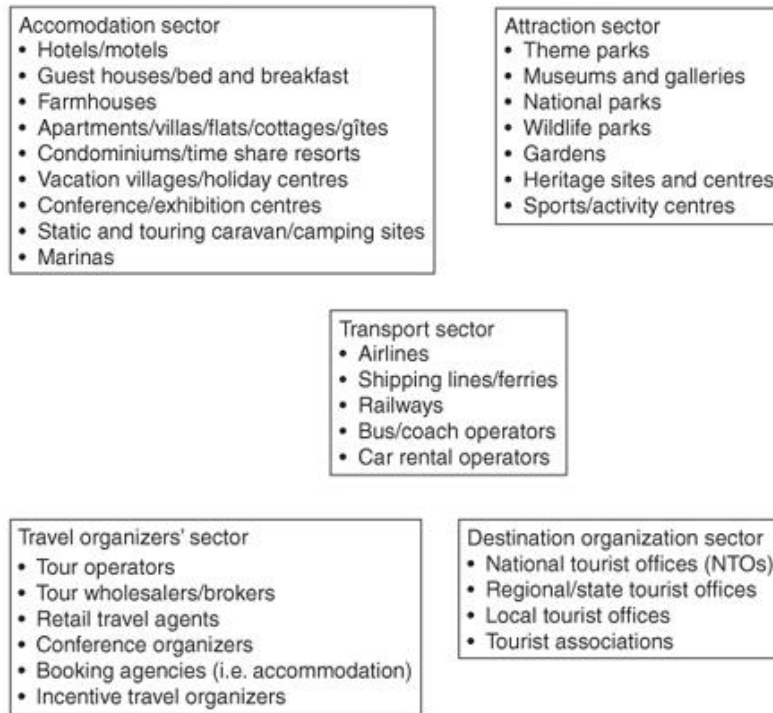 Accomodation sector
• Hotels/motels
• Guest houses/bed and breakfast
• Farmhouses
• Apartments/villas/flats/cottages/gîtes
• Condominiums/time share resorts
• Vacation villages/holiday centres
• Conference/exhibition centres
• Static and touring caravan/camping sites
• Marinas
Attraction sector
• Theme parks
• Museums and galleries
• National parks
• Wildlife parks
• Gardens
• Heritage sites and centres
• Sports/activity centres
Transport sector
• Airlines
• Shipping lines/ferries
• Railways
• Bus/coach operators
• Car rental operators
Travel organizers' sector
• Tour operators
• Tour wholesalers/brokers
• Retail travel agents
• Conference organizers
• Booking agencies (i.e. accommodation)
• Incentive travel organizers
Destination organization sector
• National tourist offices (NTOs)
• Regional/state tourist offices
• Local tourist offices
• Tourist associations